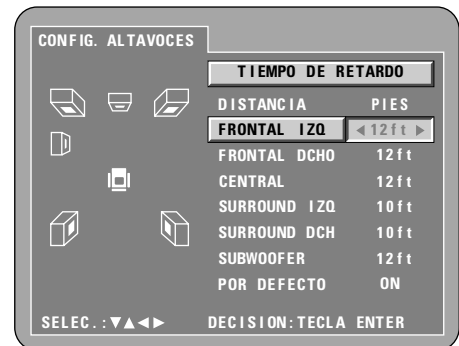 CONFIG. ALTAVOCES
TIEMPO DE RETARDO
DISTANCIA PIES
FRONTAL IZQ ◀12ft▶
FRONTAL DCHO 12ft
CENTRAL 12ft
SURROUND IZQ 10ft
SURROUND DCH 10ft
SUBWOOFER 12ft
POR DEFECTO ON
SELEC.:▼▲◀▶ DECISION:TECLA ENTER